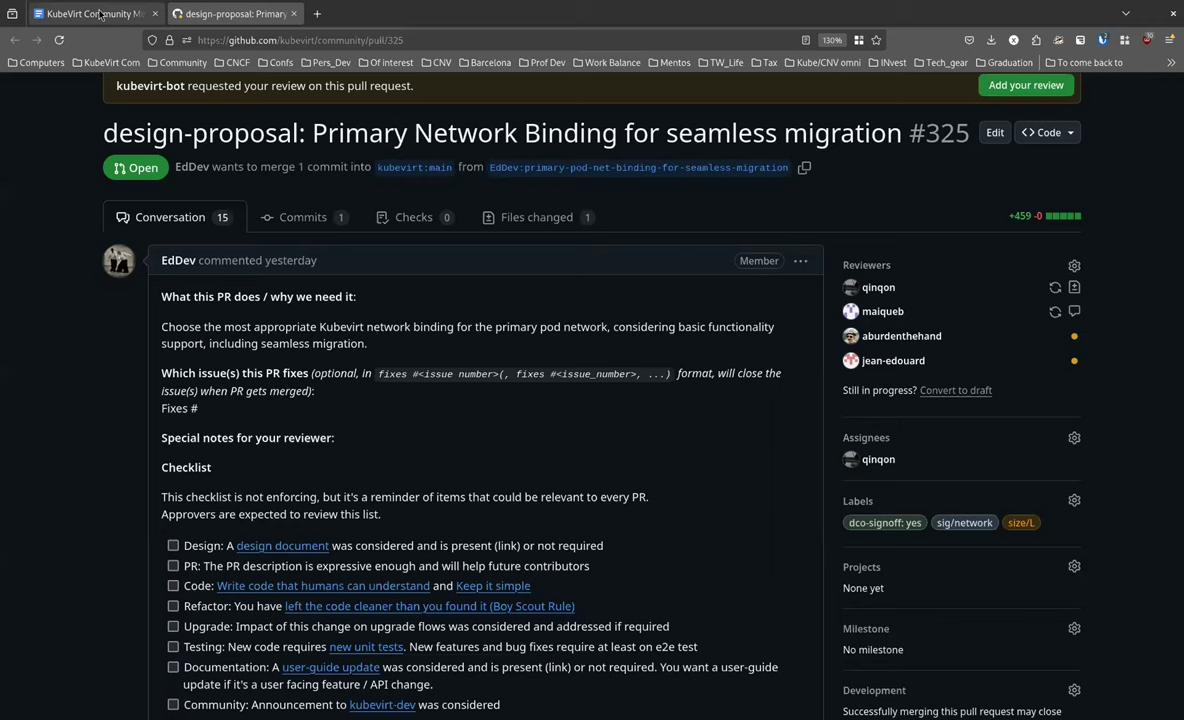 KubeVirt Community M
design-proposal: Primary
https://github.com/kubevirt/community/pull/325
130%
10
Computers
KubeVirt Com
Community
CNCF
Confs
Pers_Dev
Of interest
CNV
Barcelona
Prof Dev
Work Balance
Mentos
TW_Life
Tax
Kube/CNV omni
INvest
Tech_gear
Graduation
To come back to
kubevirt-bot requested your review on this pull request.
Add your review
design-proposal: Primary Network Binding for seamless migration #325
Edit
<> Code
Open
EdDev wants to merge 1 commit into kubevirt:main from EdDev:primary-pod-net-binding-for-seamless-migration
Conversation 15
Commits 1
Checks 0
Files changed 1
+459 -0
EdDev commented yesterday
Member
What this PR does / why we need it:
Choose the most appropriate Kubevirt network binding for the primary pod network, considering basic functionality
support, including seamless migration.
Which issue(s) this PR fixes (optional, in fixes #<issue number>(, fixes #<issue_number>, ...) format, will close the
issue(s) when PR gets merged):
Fixes #
Special notes for your reviewer:
Checklist
This checklist is not enforcing, but it's a reminder of items that could be relevant to every PR.
Approvers are expected to review this list.
Design: A design document was considered and is present (link) or not required
PR: The PR description is expressive enough and will help future contributors
Code: Write code that humans can understand and Keep it simple
Refactor: You have left the code cleaner than you found it (Boy Scout Rule)
Upgrade: Impact of this change on upgrade flows was considered and addressed if required
Testing: New code requires new unit tests. New features and bug fixes require at least on e2e test
Documentation: A user-guide update was considered and is present (link) or not required. You want a user-guide
update if it's a user facing feature / API change.
Community: Announcement to kubevirt-dev was considered
Reviewers
qinqon
maiqueb
aburdenthehand
jean-edouard
Still in progress? Convert to draft
Assignees
qinqon
Labels
dco-signoff: yes
sig/network
size/L
Projects
None yet
Milestone
No milestone
Development
Successfully merging this pull request may close